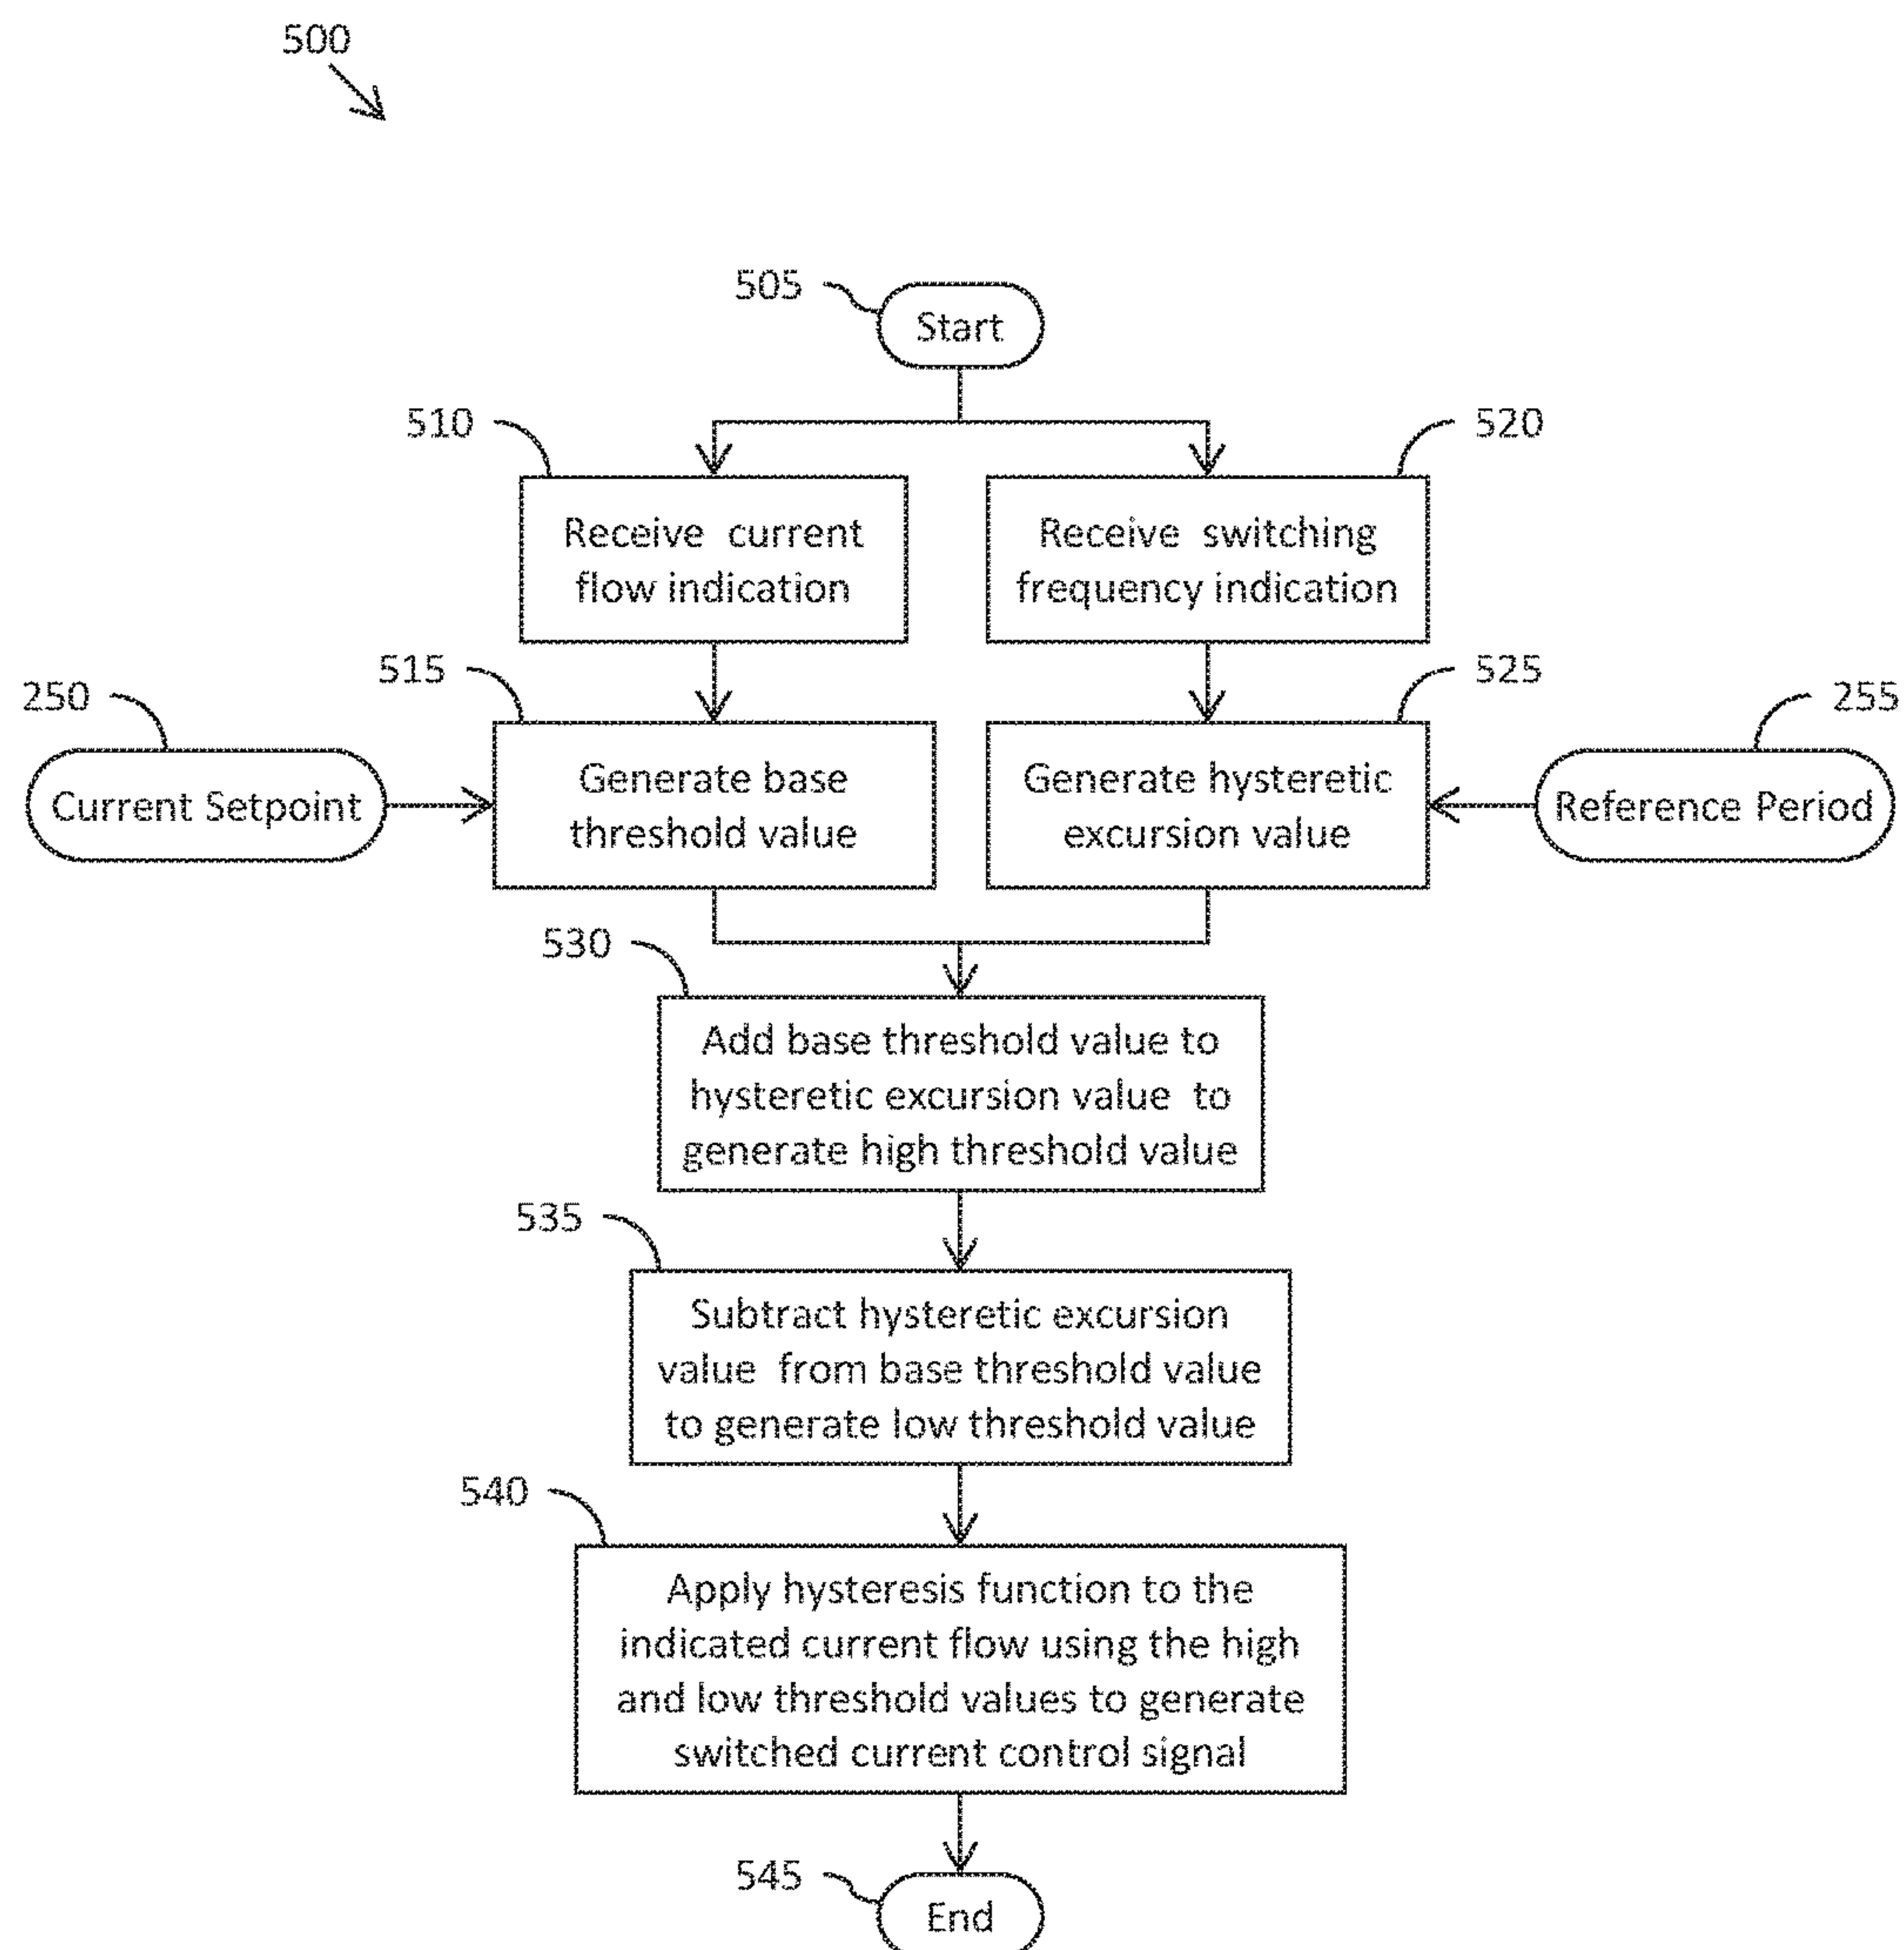 500
505
Start
510
520
Receive current
flow indication
Receive switching
frequency indication
515
525
250
255
Current Setpoint
Generate base
threshold value
Generate hysteretic
excursion value
Reference Period
530
Add base threshold value to
hysteretic excursion value to
generate high threshold value
535
Subtract hysteretic excursion
value from base threshold value
to generate low threshold value
540
Apply hysteresis function to the
indicated current flow using the high
and low threshold values to generate
switched current control signal
545
End